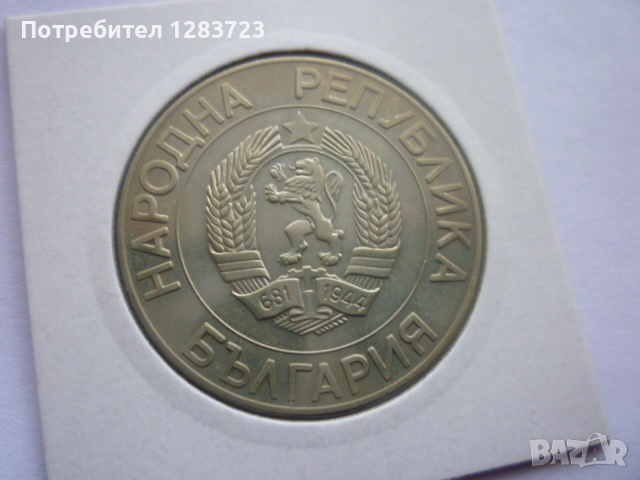 Потребител 1283723
НАРОДНА РЕПУБЛИКА
БЪЛГАРИЯ
681 1944
BAZAR